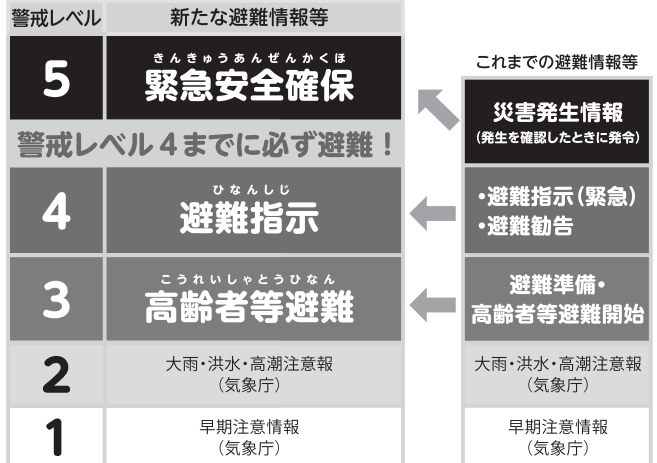 警戒レベル
新たな避難情報等
5
きんきゅうあんぜんかくほ
緊急安全確保
警戒レベル4までに必ず避難！
4
ひなんしじ
避難指示
3
こうれいしゃとうひなん
高齢者等避難
2
大雨・洪水・高潮注意報
（気象庁）
1
早期注意情報
（気象庁）
これまでの避難情報等
災害発生情報
（発生を確認したときに発令）
・避難指示（緊急）
・避難勧告
避難準備・
高齢者等避難開始
大雨・洪水・高潮注意報
（気象庁）
早期注意情報
（気象庁）